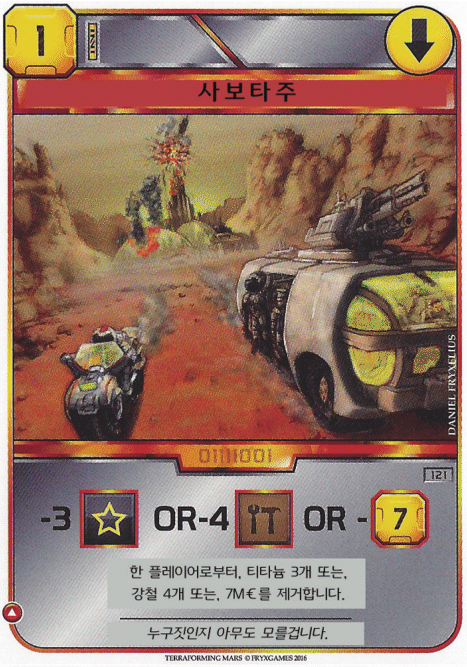 1
사보타주
DANIEL FRYXELIUS
01111001
121
-3 OR -4 OR - 7
한 플레이어로부터, 티타늄 3개 또는,
강철 4개 또는, 7M€를 제거합니다.
누구짓인지 아무도 모를겁니다.
TERRAFORMING MARS © FRYXGAMES 2016